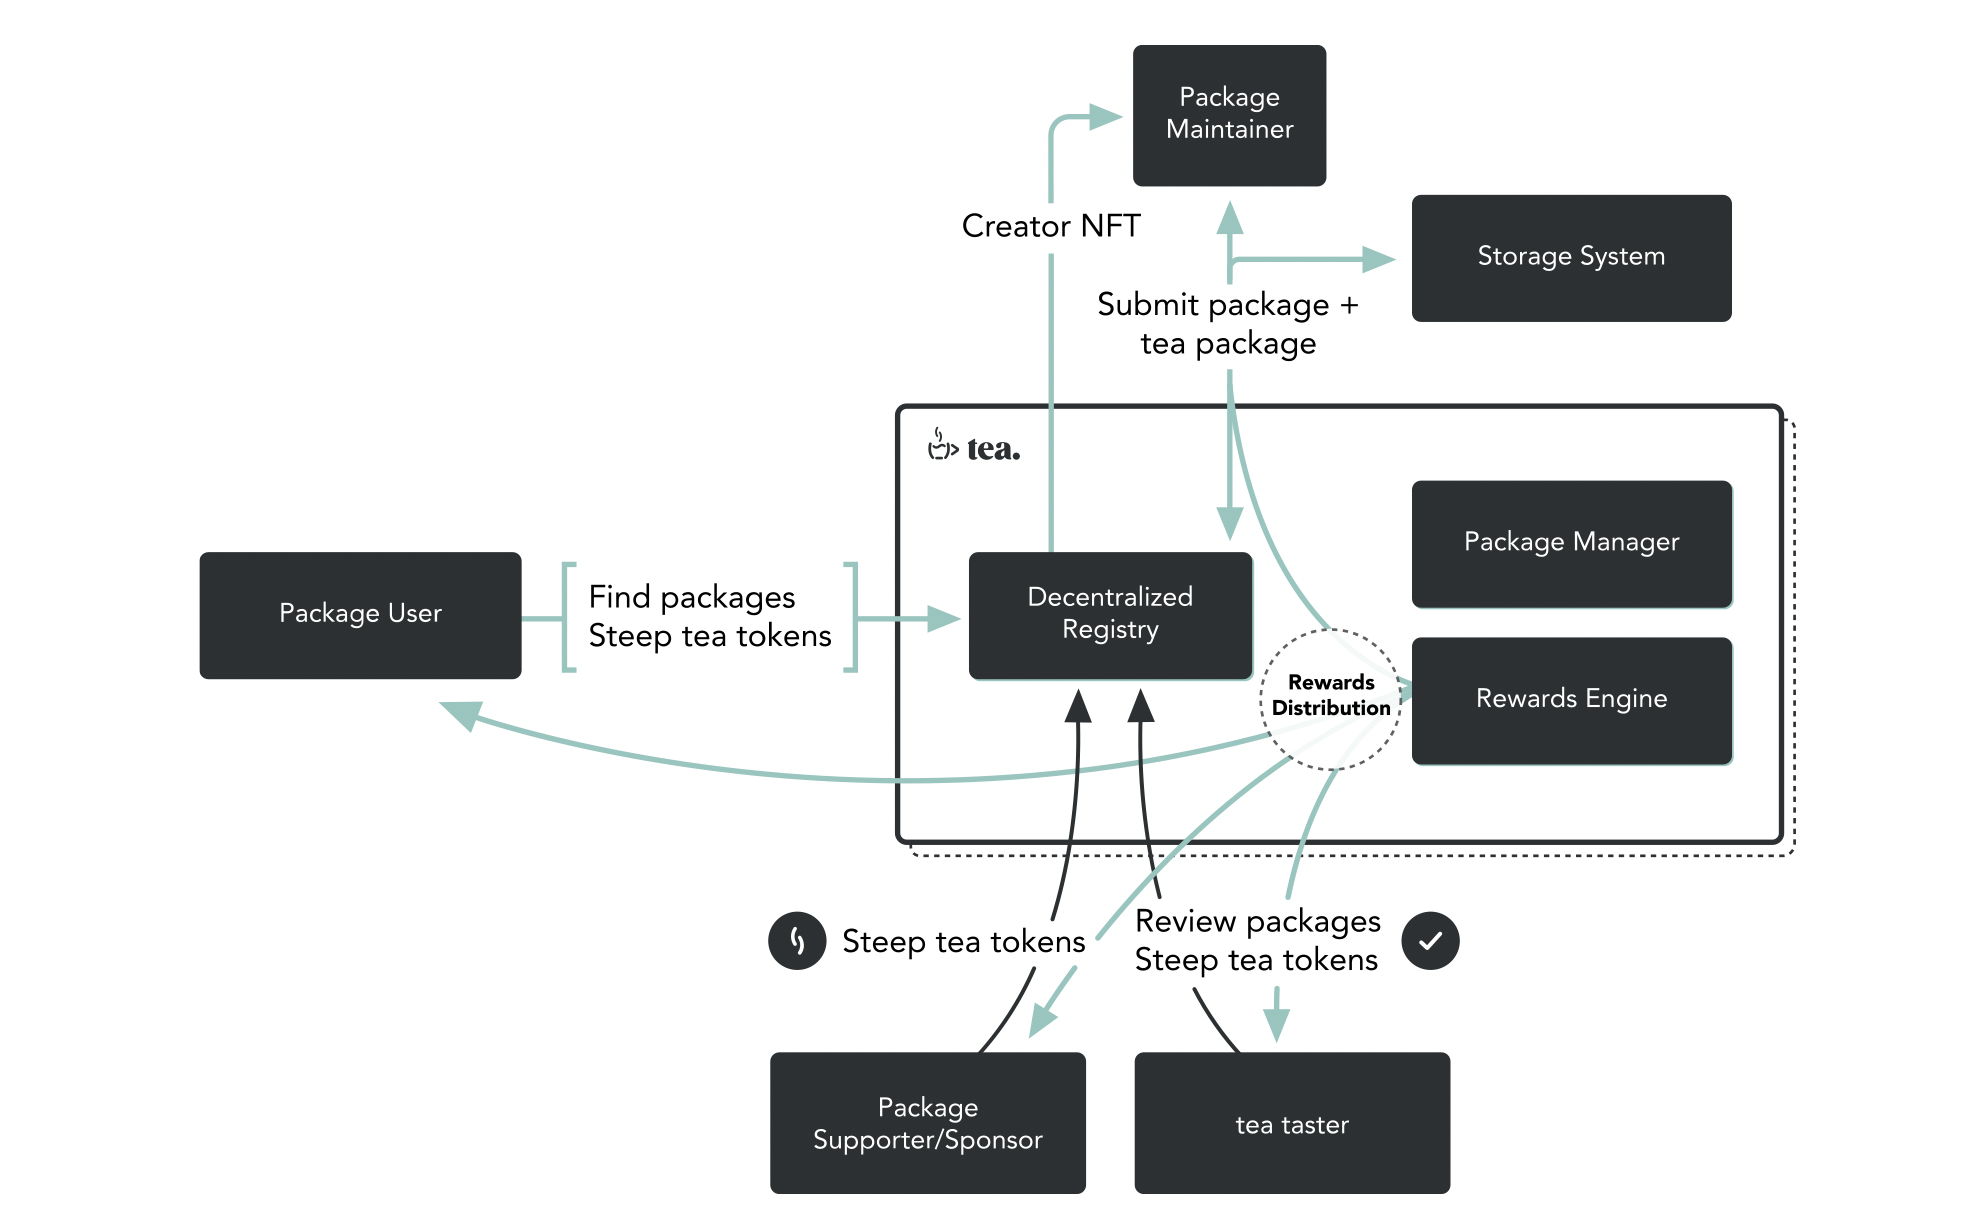 Package
Maintainer
Creator NFT
Storage System
Submit package +
tea package
tea.
Package Manager
Package User
Find packages
Steep tea tokens
Decentralized
Registry
Rewards
Distribution
Rewards Engine
Steep tea tokens
Review packages
Steep tea tokens
Package
Supporter/Sponsor
tea taster